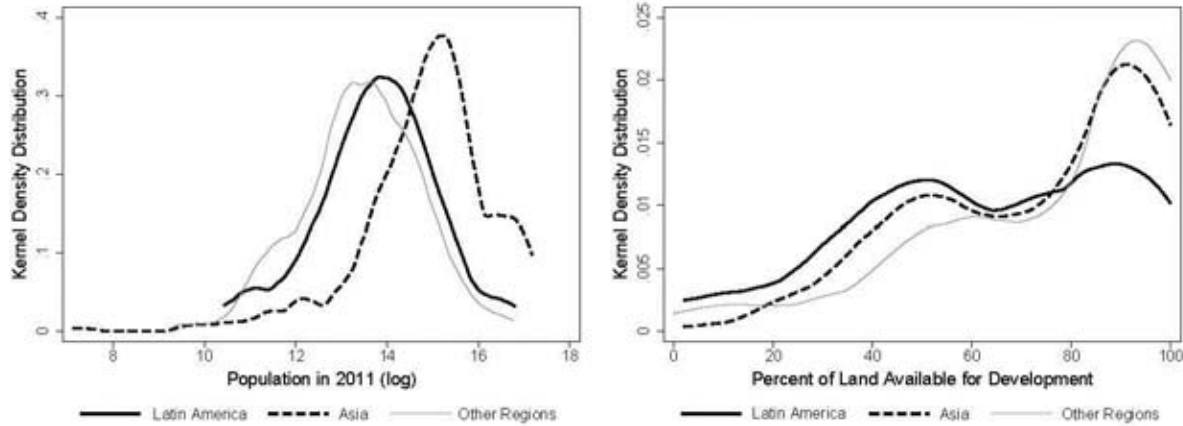 Kernel Density Distribution
.4
.3
.2
.1
0
8 10 12 14 16 18
Population in 2011 (log)
Latin America Asia Other Regions
Kernel Density Distribution
.025
.02
.015
.01
.005
0
0 20 40 60 80 100
Percent of Land Available for Development
Latin America Asia Other Regions